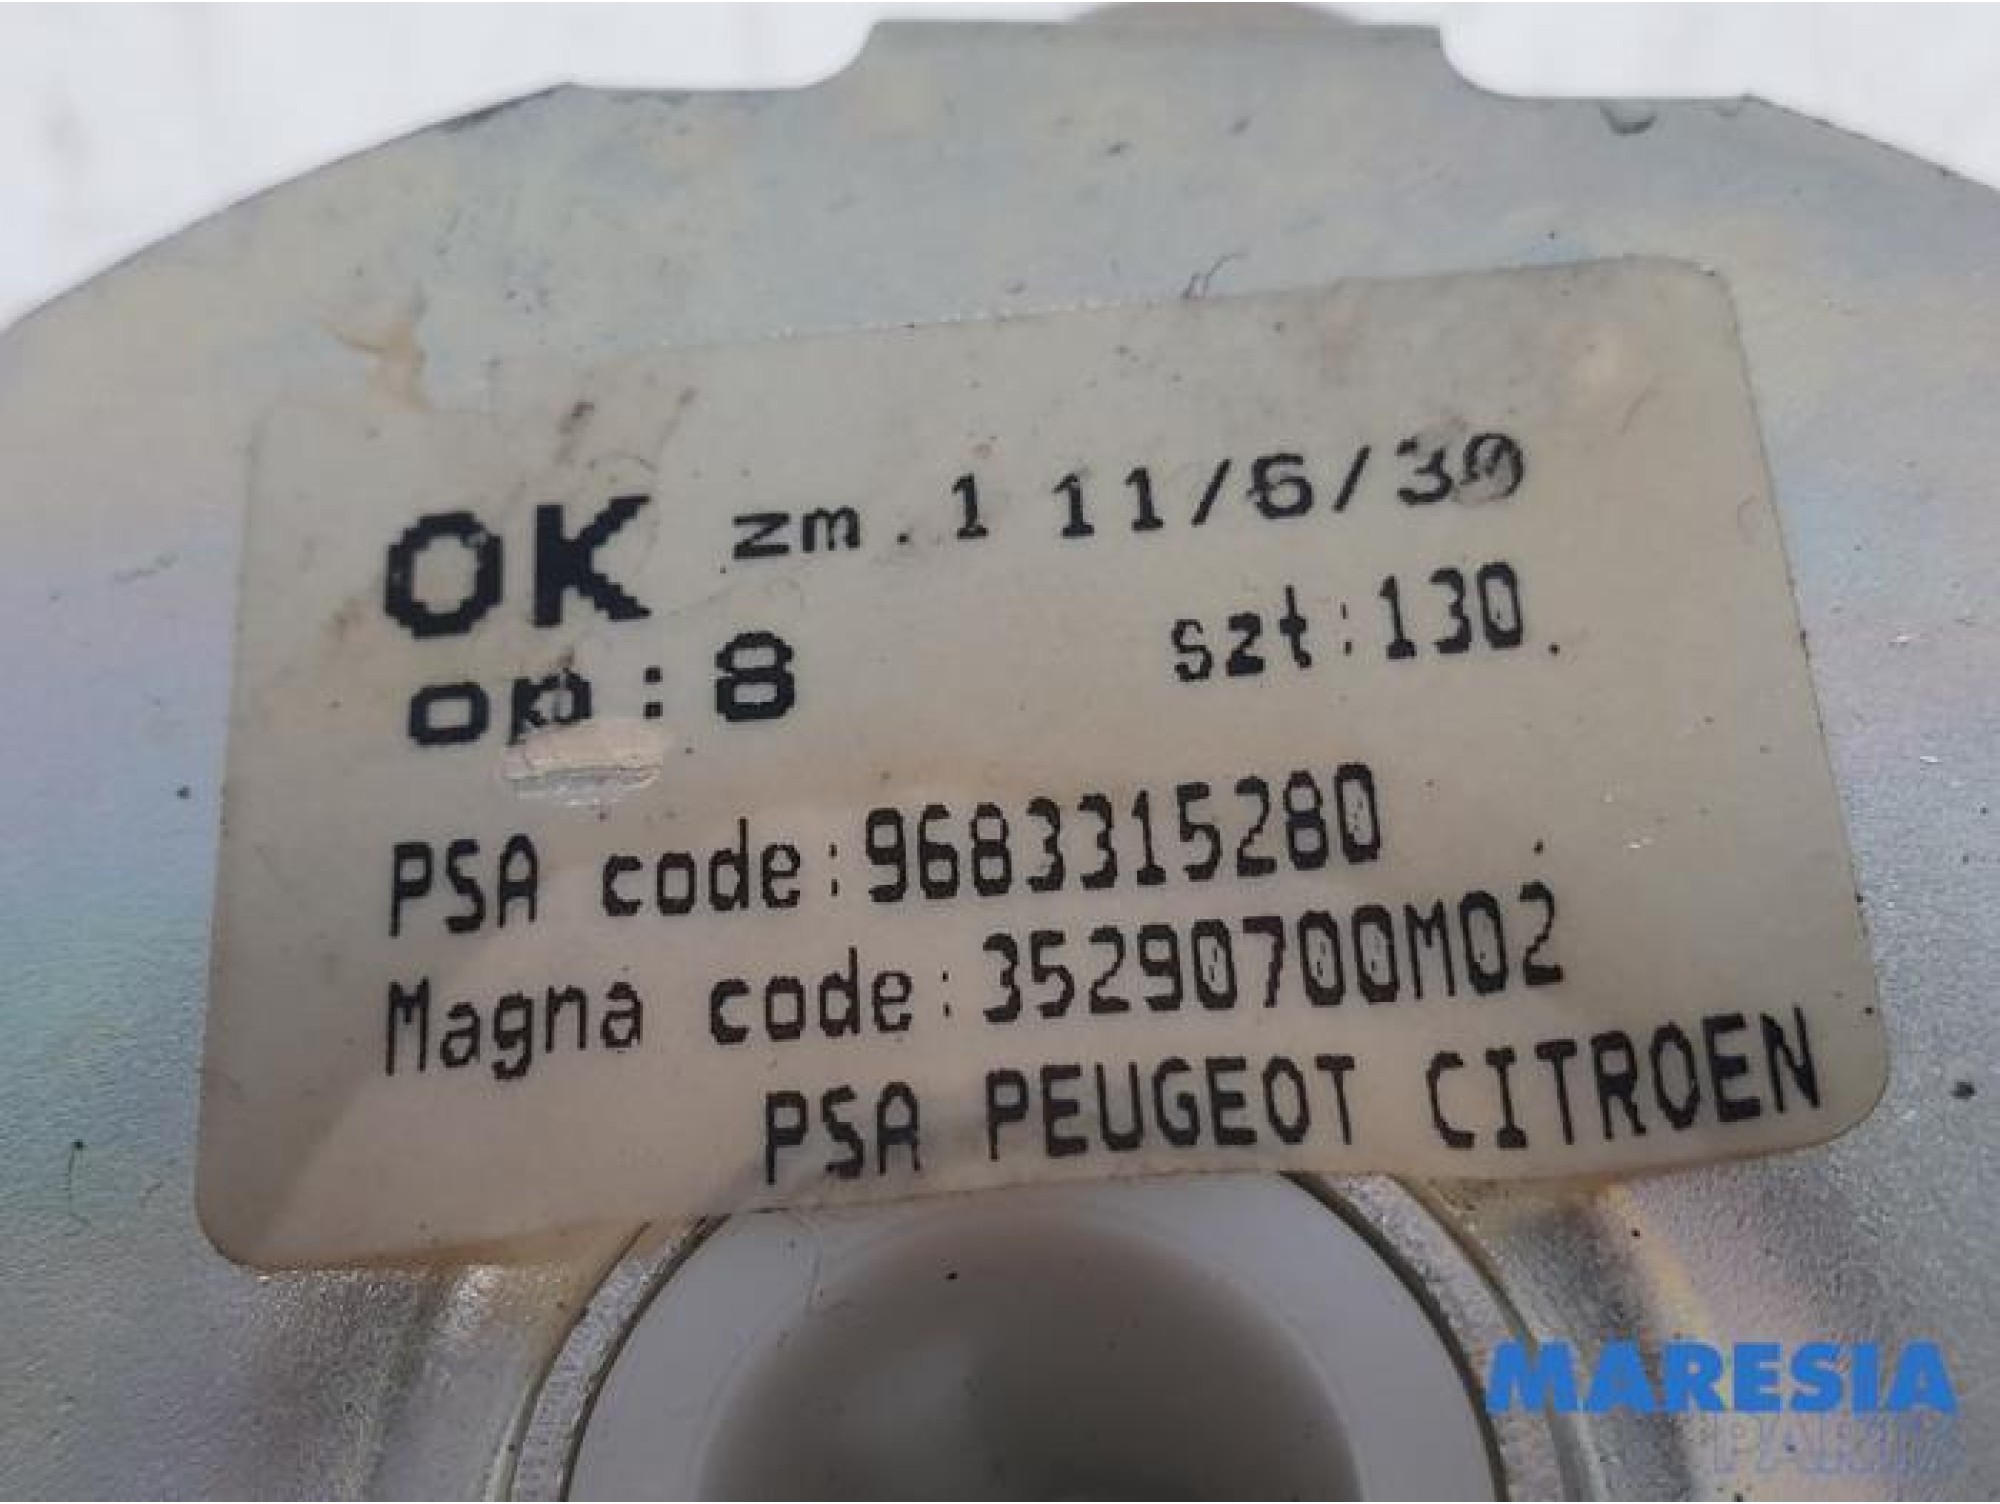 OK zm.1 11/6/30
op:8 szt:130.
PSA code:9683315280
Magna code:35290700M02
PSA PEUGEOT CITROEN
MARESIA
PARTS